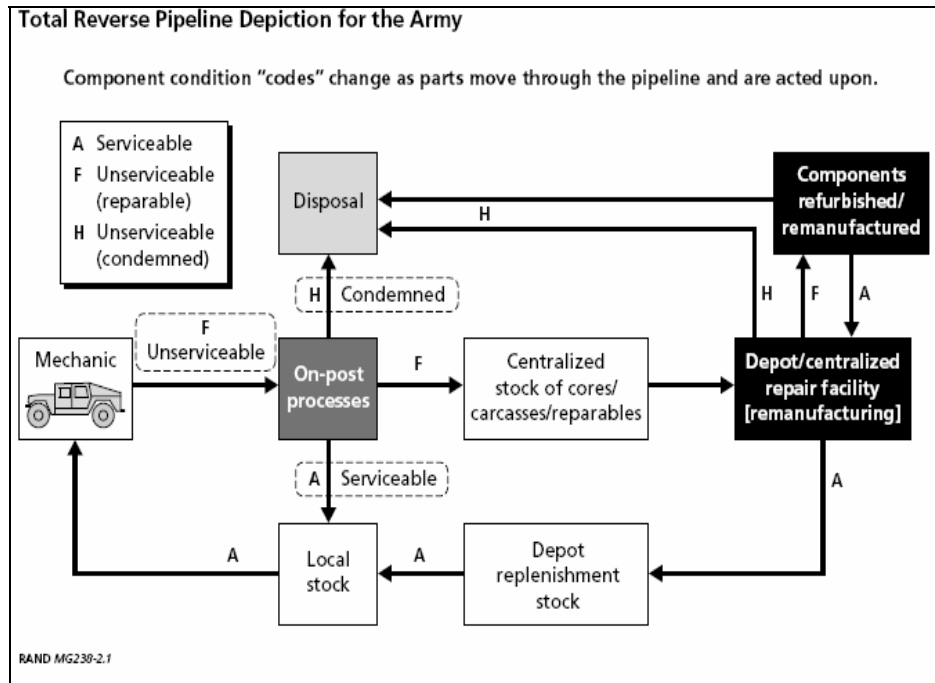 Total Reverse Pipeline Depiction for the Army
Component condition "codes" change as parts move through the pipeline and are acted upon.
A Serviceable
F Unserviceable
(reparable)
H Unserviceable
(condemned)
Disposal
Components
refurbished/
remanufactured
H
H Condemned
H
F
A
F
Unserviceable
Mechanic
On-post
processes
F
Centralized
stock of cores/
carcasses/reparables
Depot/centralized
repair facility
[remanufacturing]
A Serviceable
A
A
Local
stock
A
Depot
replenishment
stock
RAND MG238-2.1